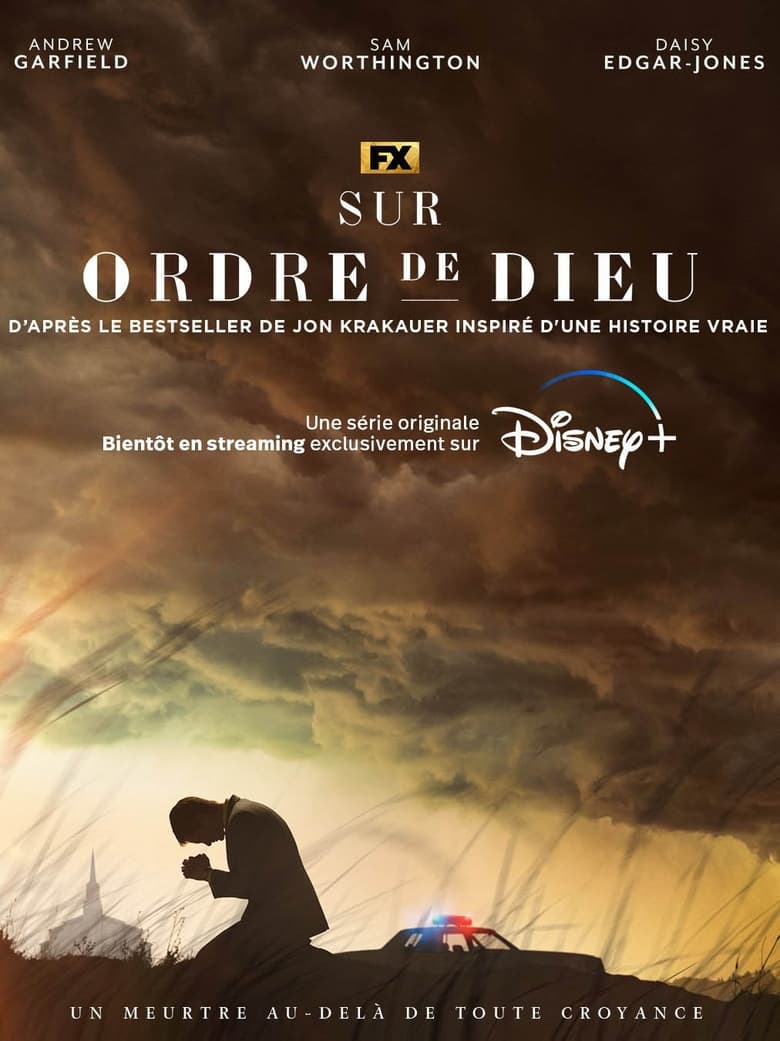 ANDREW
GARFIELD
SAM
WORTHINGTON
DAISY
EDGAR-JONES
FX
SUR
ORDRE DE DIEU
D'APRÈS LE BESTSELLER DE JON KRAKAUER INSPIRÉ D'UNE HISTOIRE VRAIE
Une série originale
Bientôt en streaming exclusivement sur
Disney+
UN MEURTRE AU-DELÀ DE TOUTE CROYANCE